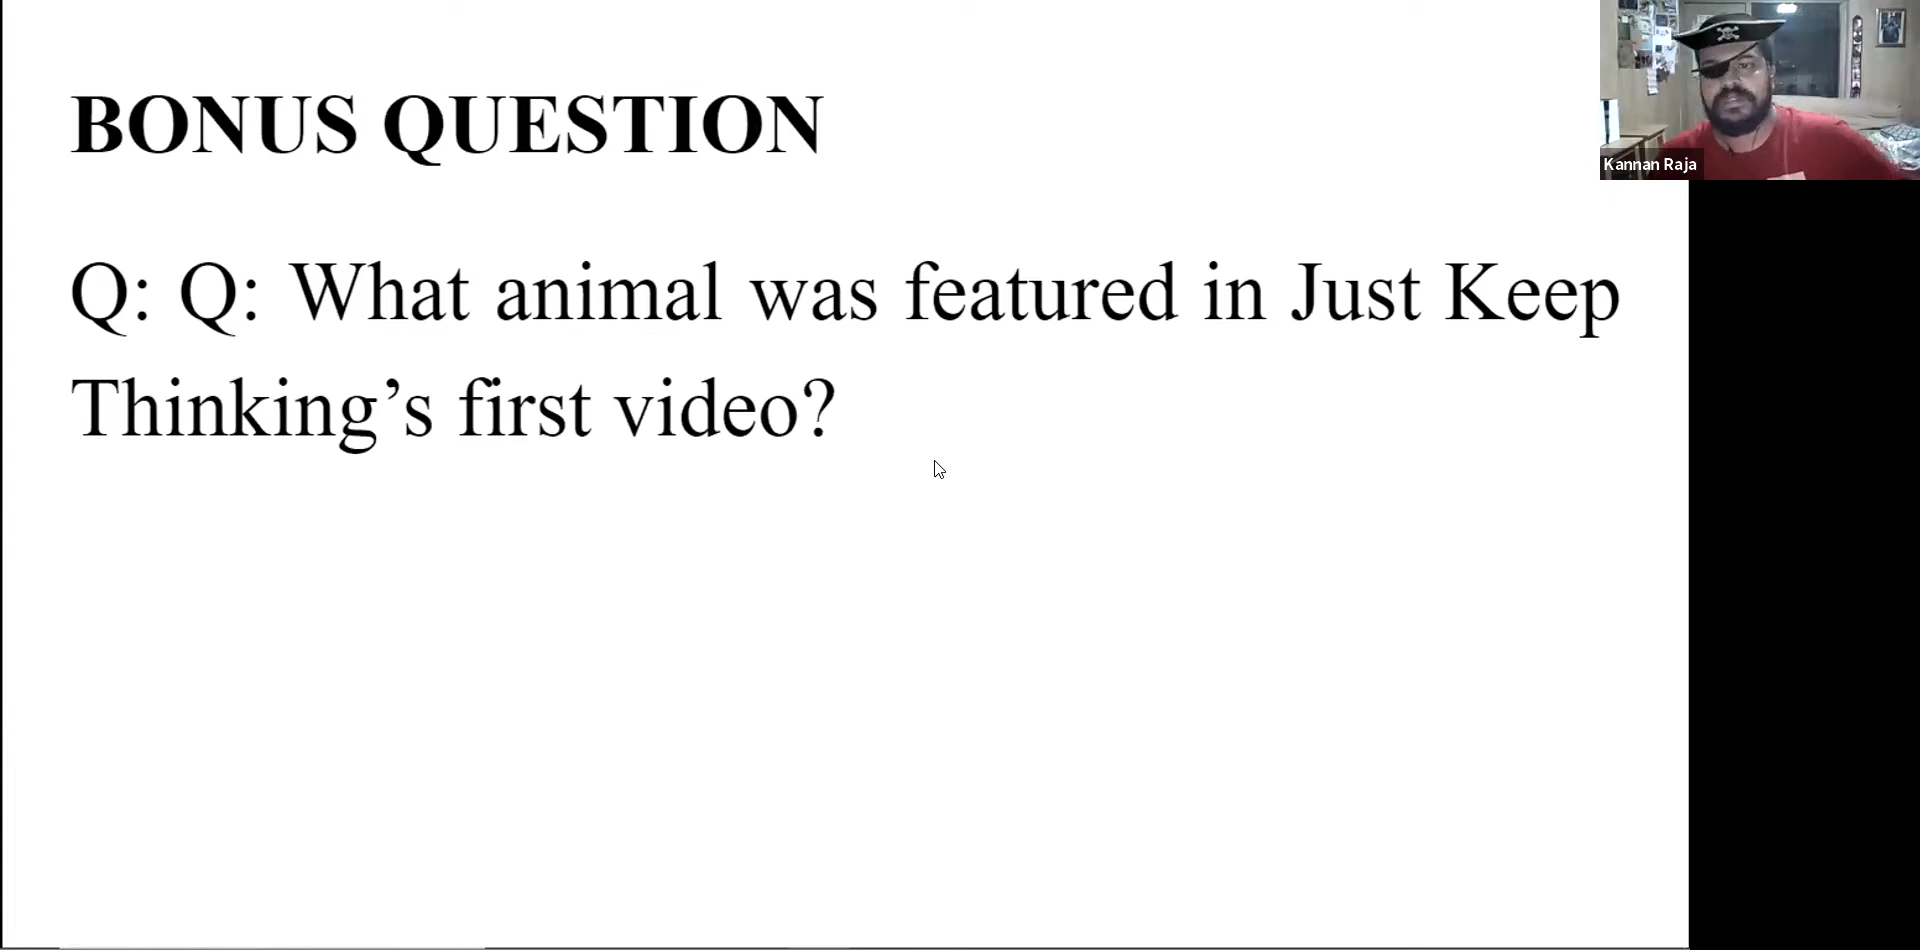 BONUS QUESTION
Q: Q: What animal was featured in Just Keep
Thinking’s first video?
Kannan Raja